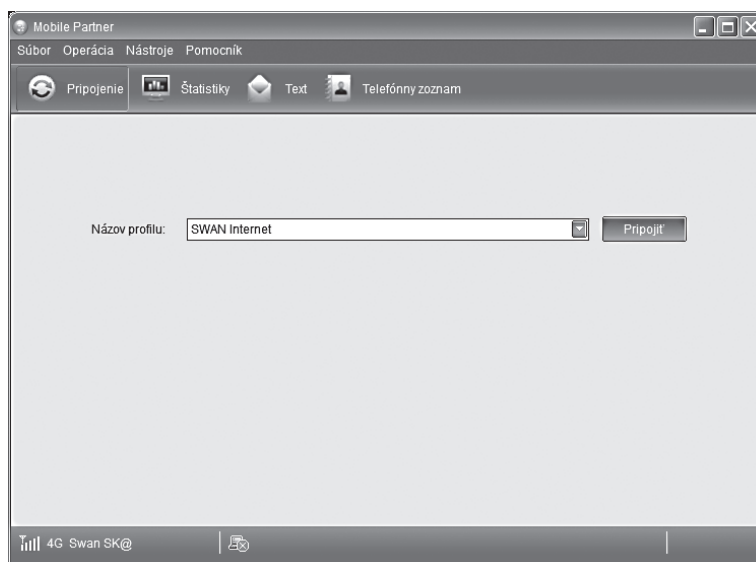 Mobile Partner
Súbor Operácia Nástroje Pomocník
Pripojenie Štatistiky Text Telefónny zoznam
Názov profilu: SWAN Internet Pripojiť
4G Swan SK@